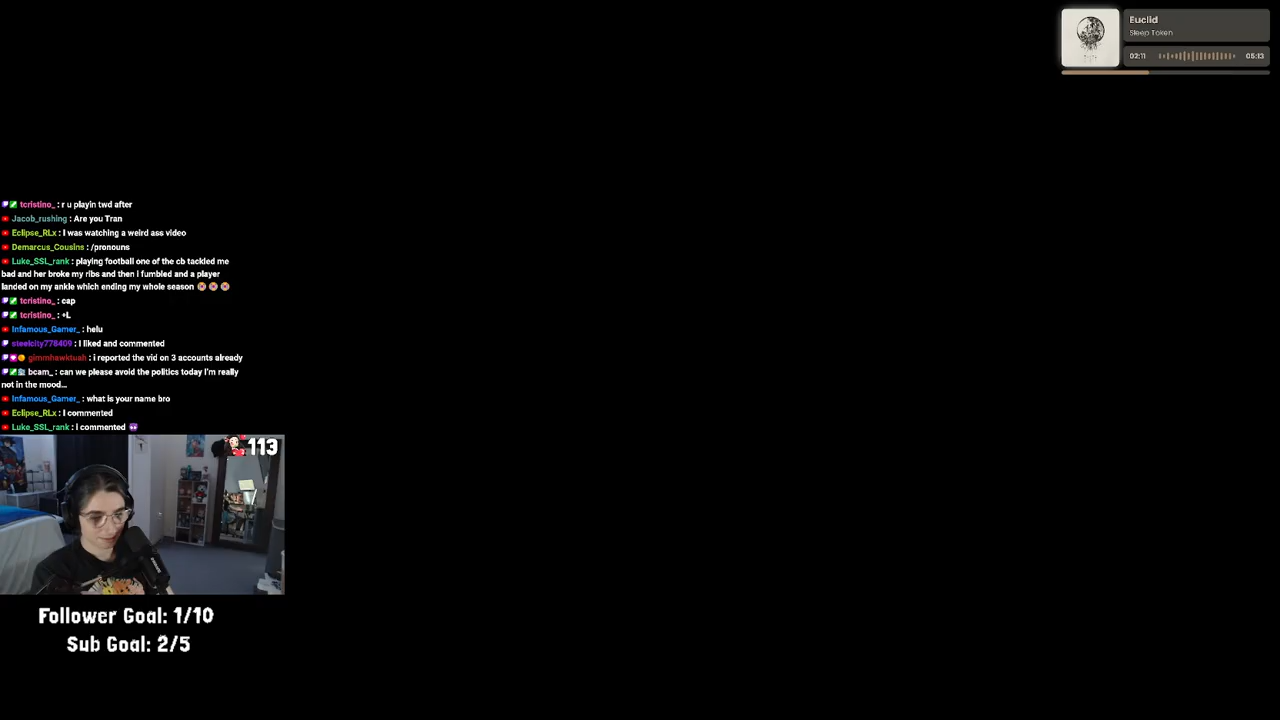 Euclid
Sleep Token
02:11 05:13
tcristino_ : r u playin twd after
Jacob_rushing : Are you Tran
Eclipse_RLx : I was watching a weird ass video
Demarcus_Cousins : /pronouns
Luke_SSL_rank : playing football one of the cb tackled me
bad and her broke my ribs and then i fumbled and a player
landed on my ankle which ending my whole season
tcristino_ : cap
tcristino_ : +L
Infamous_Gamer_ : helu
steelcity778409 : I liked and commented
gimmhawktuah : i reported the vid on 3 accounts already
bcam_ : can we please avoid the politics today I'm really
not in the mood...
Infamous_Gamer_ : what is your name bro
Eclipse_RLx : I commented
Luke_SSL_rank : i commented
113
Follower Goal: 1/10
Sub Goal: 2/5